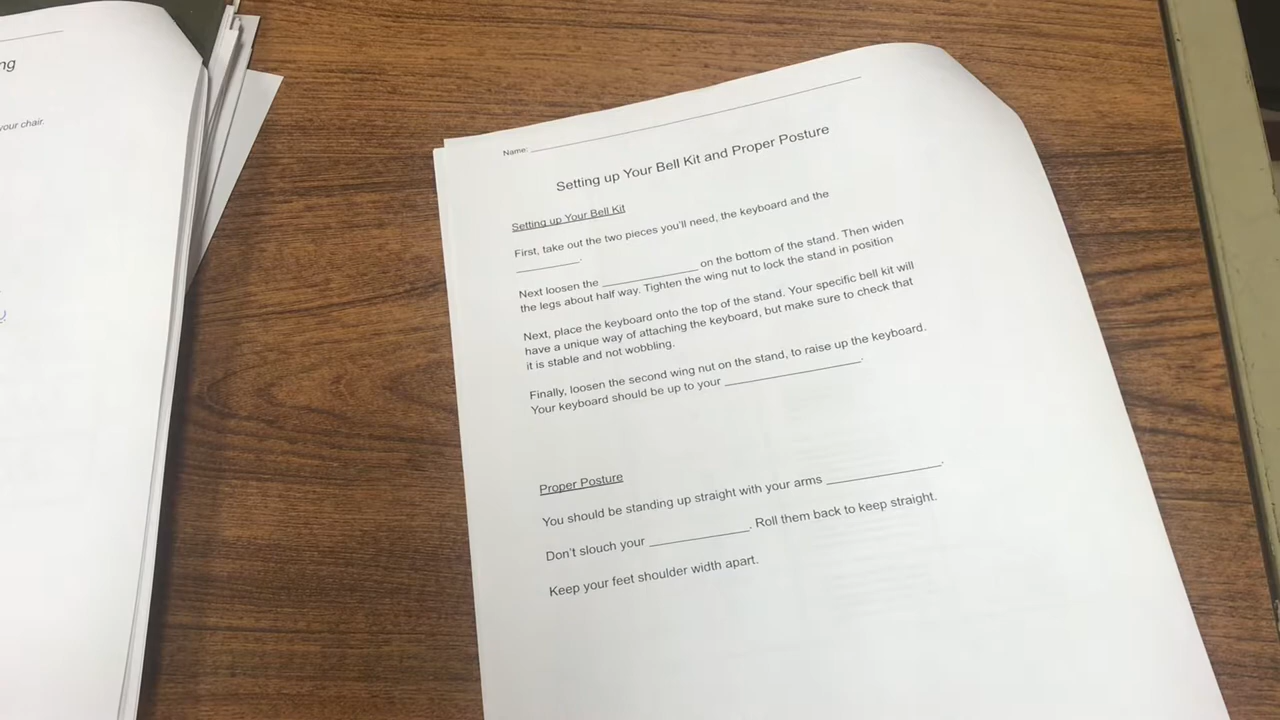 ng
your chair.
Name: ____________________
Setting up Your Bell Kit and Proper Posture
Setting up Your Bell Kit
First, take out the two pieces you'll need, the keyboard and the
__________.
Next loosen the _______________ on the bottom of the stand. Then widen
the legs about half way. Tighten the wing nut to lock the stand in position
Next, place the keyboard onto the top of the stand. Your specific bell kit will
have a unique way of attaching the keyboard, but make sure to check that
it is stable and not wobbling.
Finally, loosen the second wing nut on the stand, to raise up the keyboard.
Your keyboard should be up to your ____________________.
Proper Posture
You should be standing up straight with your arms _________________.
Don't slouch your _______________. Roll them back to keep straight.
Keep your feet shoulder width apart.